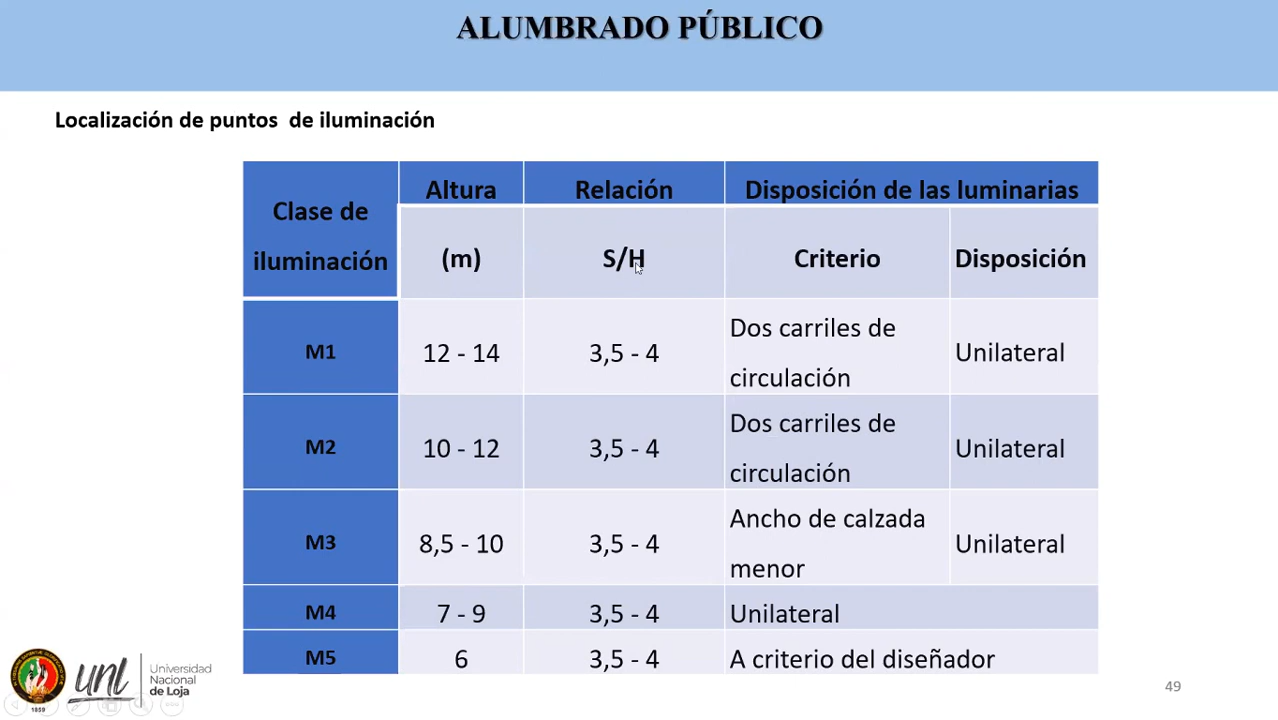 ALUMBRADO PÚBLICO
Localización de puntos de iluminación
Clase de iluminación Altura Relación Disposición de las luminarias
(m) S/H Criterio Disposición
M1 12 - 14 3,5 - 4 Dos carriles de circulación Unilateral
M2 10 - 12 3,5 - 4 Dos carriles de circulación Unilateral
M3 8,5 - 10 3,5 - 4 Ancho de calzada menor Unilateral
M4 7 - 9 3,5 - 4 Unilateral
M5 6 3,5 - 4 A criterio del diseñador
1859
unl
Universidad
Nacional
de Loja
49